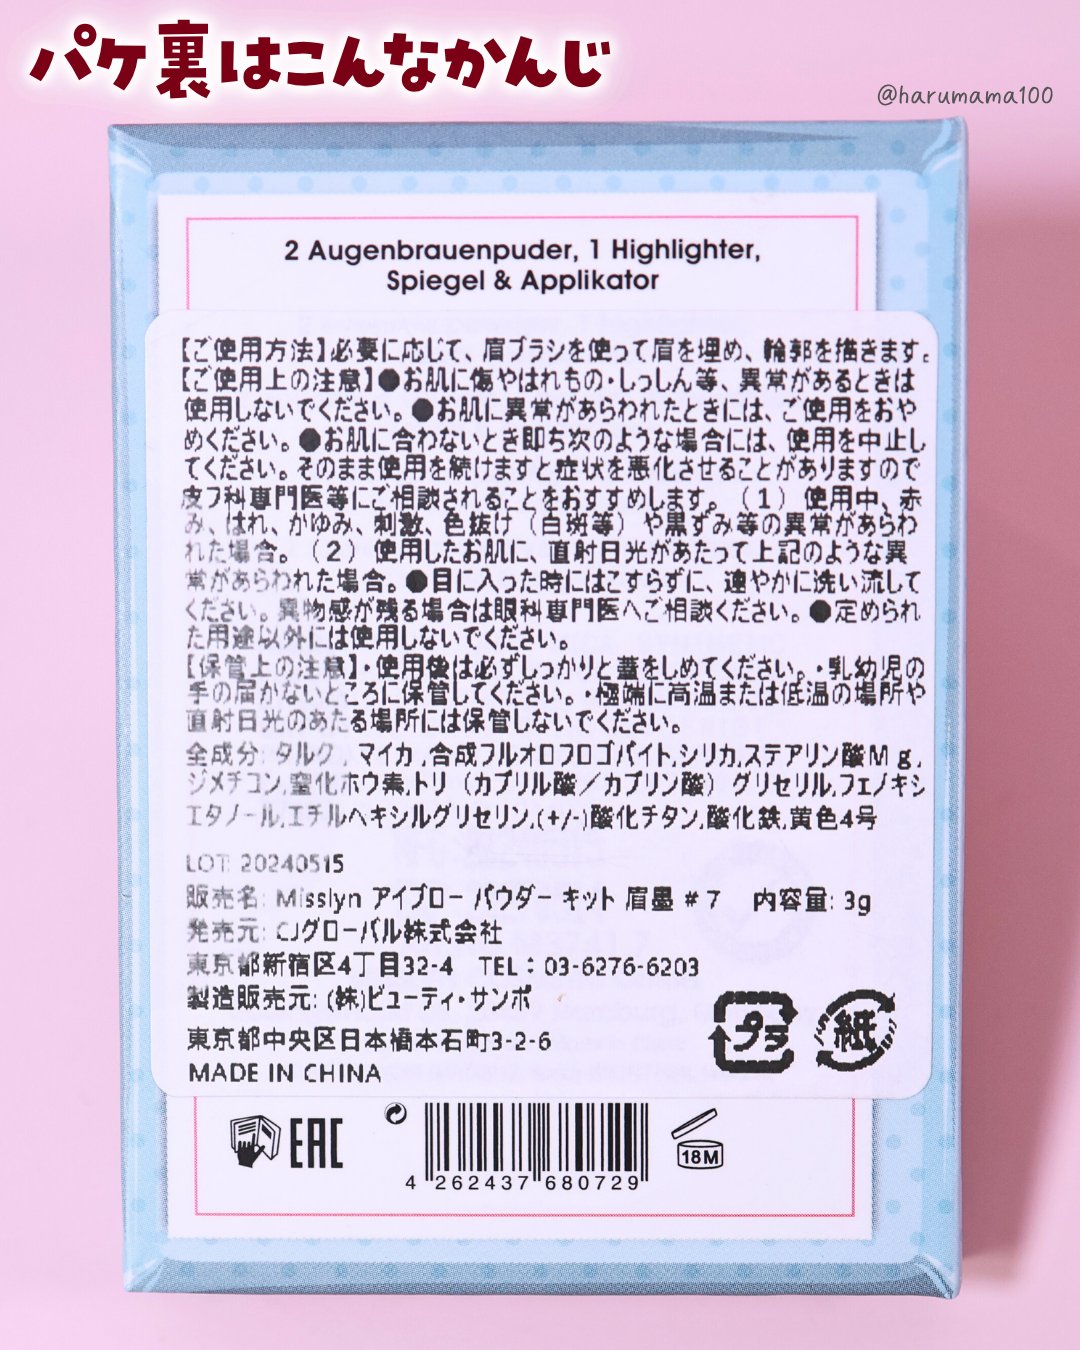 パケ裏はこんなかんじ
@harumama100
2 Augenbrauenpuder, 1 Highlighter,
Spiegel & Applikator
【ご使用方法】必要に応じて、眉ブラシを使って眉を埋め、輪郭を描きます。
【ご使用上の注意】●お肌に傷やはれもの・しっしん等、異常があるときは
使用しないでください。●お肌に異常があらわれたときには、ご使用をおや
めください。●お肌に合わないとき即ち次のような場合には、使用を中止し
てください。そのまま使用を続けますと症状を悪化させることがありますので
皮フ科専門医等にご相談されることをおすすめします。（1）使用中、赤
み、はれ、かゆみ、刺激、色抜け（白斑等）や黒ずみ等の異常があらわ
れた場合。（2）使用したお肌に、直射日光があたって上記のような異
常があらわれた場合。●目に入った時にはこすらずに、速やかに洗い流して
ください。異物感が残る場合は眼科専門医へご相談ください。●定められ
た用途以外には使用しないでください。
【保管上の注意】・使用後は必ずしっかりと蓋をしめてください。・乳幼児の
手の届かないところに保管してください。・極端に高温または低温の場所や
直射日光のあたる場所には保管しないでください。
全成分: タルク, マイカ,合成フルオロフロゴパイト,シリカ,ステアリン酸Ｍｇ,
ジメチコン,窒化ホウ素,トリ（カプリル酸／カプリン酸）グリセリル,フェノキシ
エタノール,エチルヘキシルグリセリン,(+/-)酸化チタン,酸化鉄,黄色4号
LOT: 20240515
販売名: Misslyn アイブロー パウダー キット 眉墨 #7 内容量: 3g
発売元: CJグローバル株式会社
東京都新宿区4丁目32-4 TEL：03-6276-6203
製造販売元: (株)ビューティ・サンポ
東京都中央区日本橋本石町3-2-6
MADE IN CHINA
プラ
紙
EAC
4 262437 680729
18M